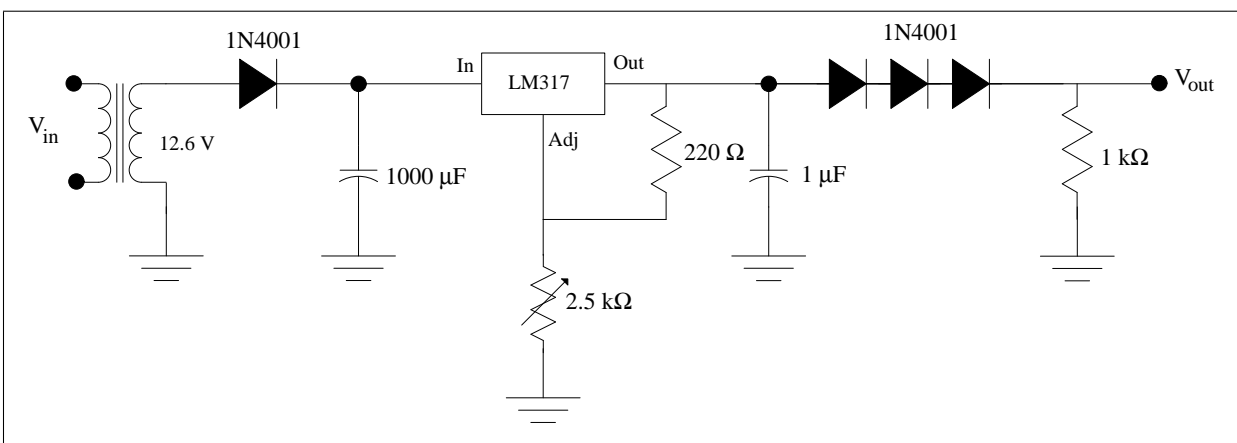 1N4001
1N4001
In
LM317
Out
V_out
V_in
12.6 V
Adj
1000 μF
220 Ω
1 μF
1 kΩ
2.5 kΩ